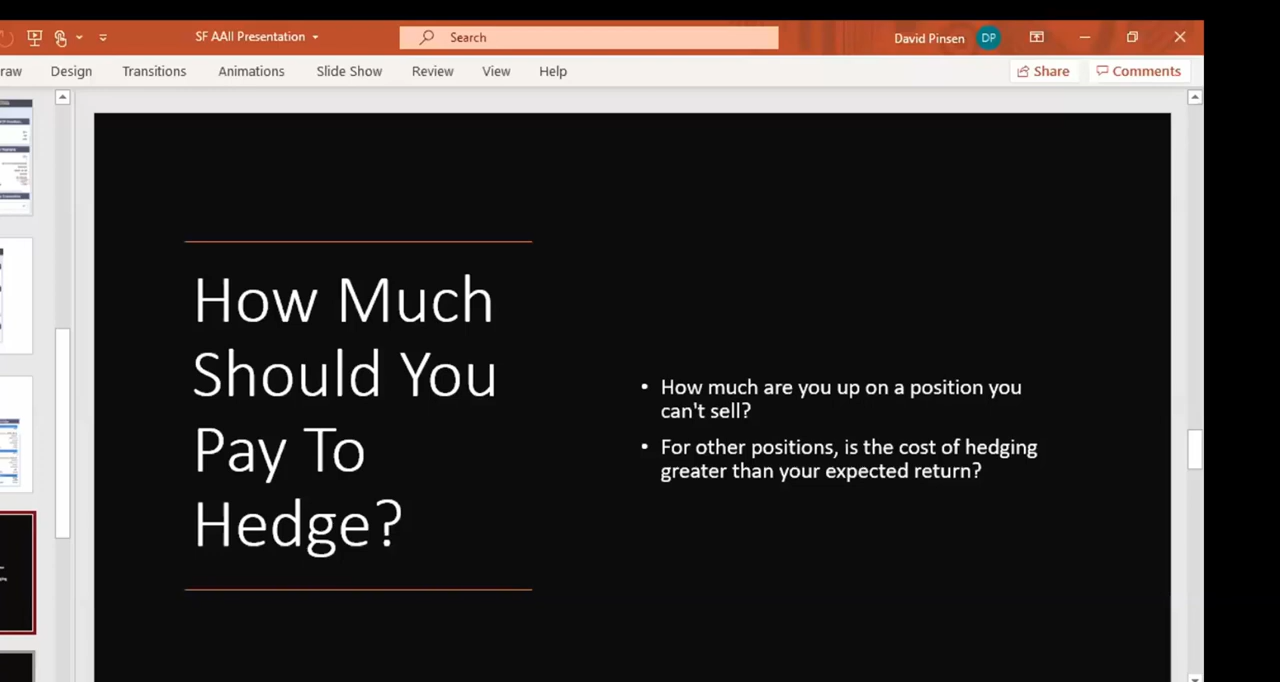 SF AAII Presentation
Search
David Pinsen
DP
raw
Design
Transitions
Animations
Slide Show
Review
View
Help
Share
Comments
How Much
Should You
Pay To
Hedge?
• How much are you up on a position you
can't sell?
• For other positions, is the cost of hedging
greater than your expected return?